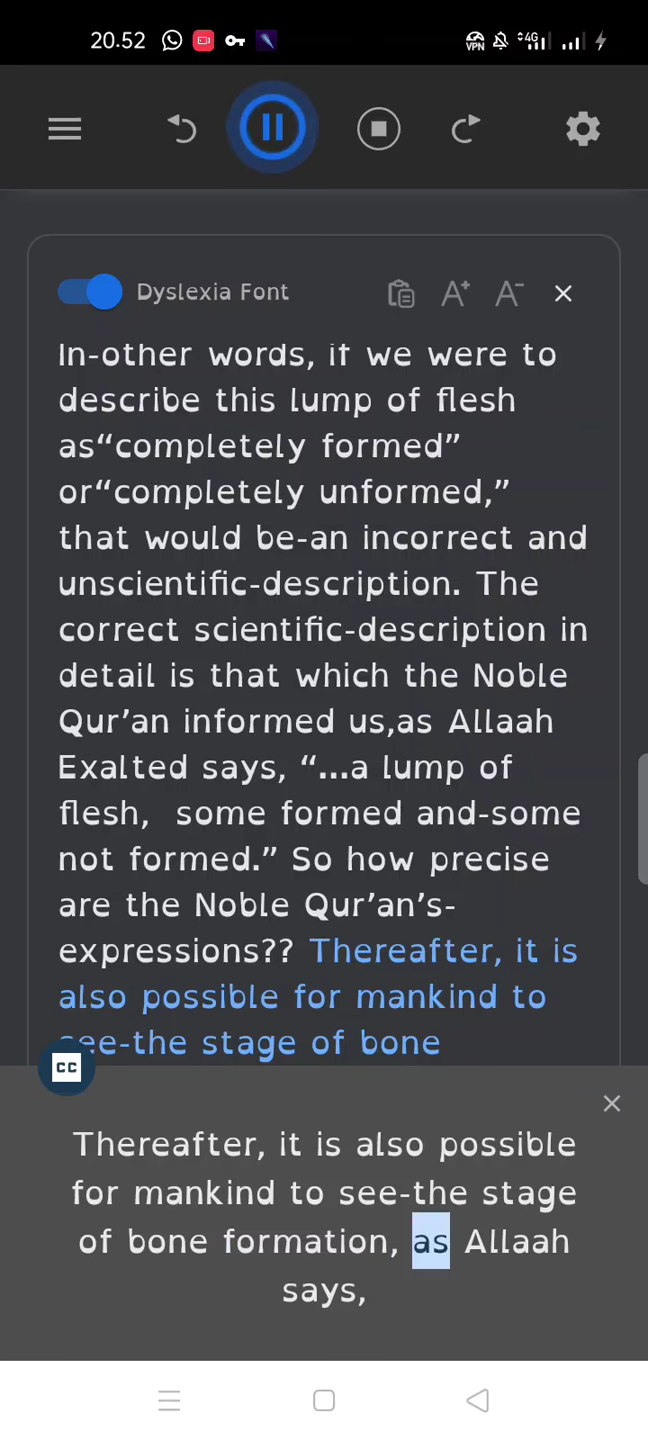 20.52
VPN
4G
Dyslexia Font
A+
A-
In-other words, if we were to
describe this lump of flesh
as“completely formed”
or“completely unformed,”
that would be-an incorrect and
unscientific-description. The
correct scientific-description in
detail is that which the Noble
Qur’an informed us,as Allaah
Exalted says, “...a lump of
flesh,  some formed and-some
not formed.” So how precise
are the Noble Qur’an’s-
expressions?? Thereafter, it is
also possible for mankind to
see-the stage of bone
CC
Thereafter, it is also possible
for mankind to see-the stage
of bone formation, as Allaah
says,